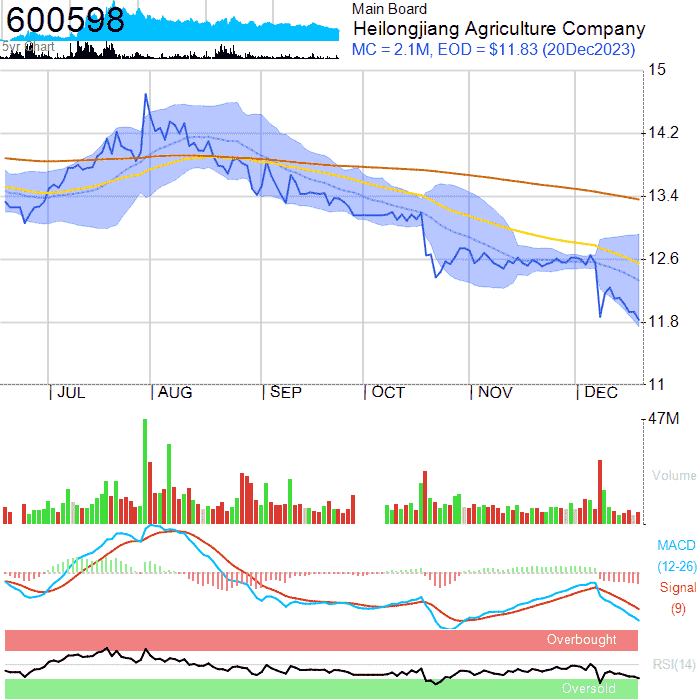 600598
5yr Chart
Main Board
Heilongjiang Agriculture Company
MC = 2.1M, EOD = $11.83 (20Dec2023)
15
14.2
13.4
12.6
11.8
11
JUL
AUG
SEP
OCT
NOV
DEC
47M
Volume
MACD
(12-26)
Signal
(9)
Overbought
RSI(14)
Oversold